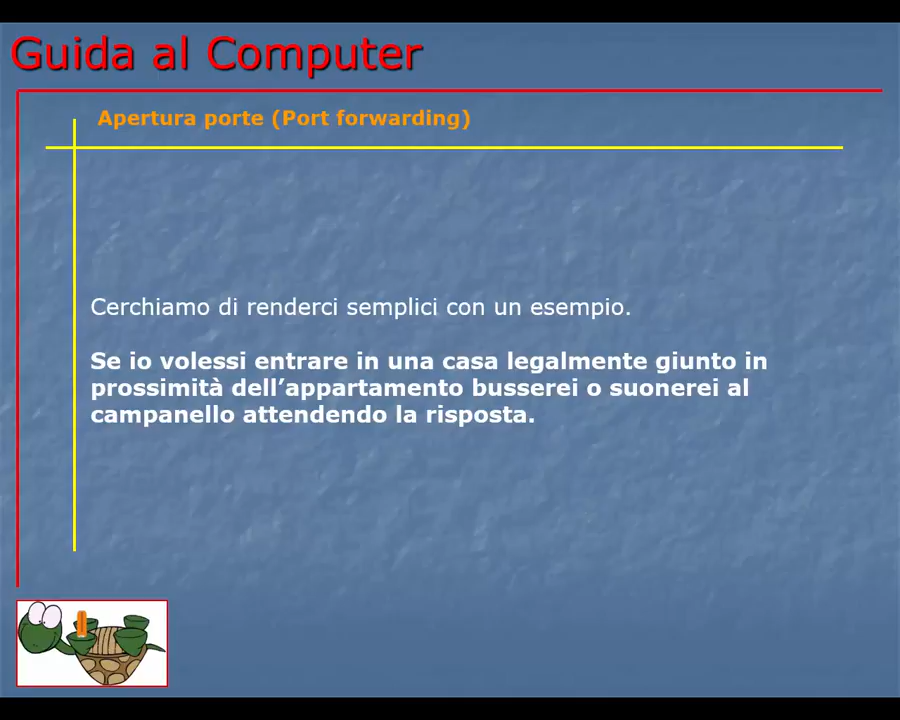 Guida al Computer
Apertura porte (Port forwarding)
Cerchiamo di renderci semplici con un esempio.
Se io volessi entrare in una casa legalmente giunto in
prossimità dell’appartamento busserei o suonerei al
campanello attendendo la risposta.